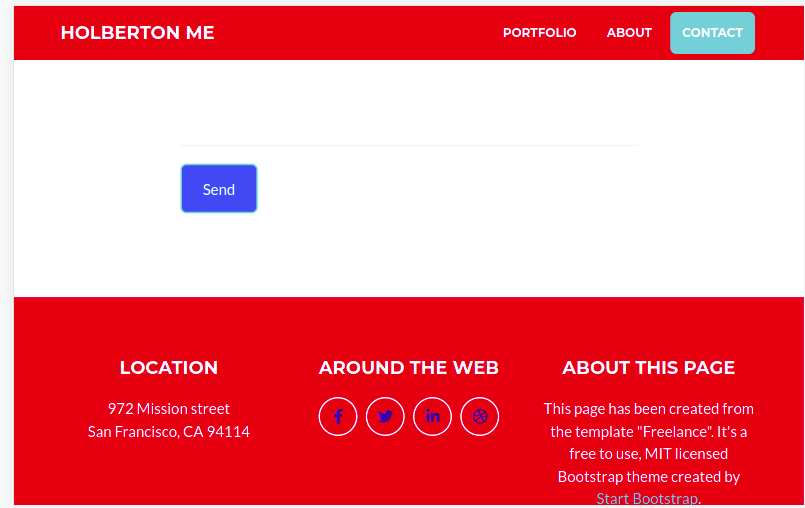 HOLBERTON ME
PORTFOLIO
ABOUT
CONTACT
Send
LOCATION
972 Mission street
San Francisco, CA 94114
AROUND THE WEB
ABOUT THIS PAGE
This page has been created from
the template "Freelance". It's a
free to use, MIT licensed
Bootstrap theme created by
Start Bootstrap.